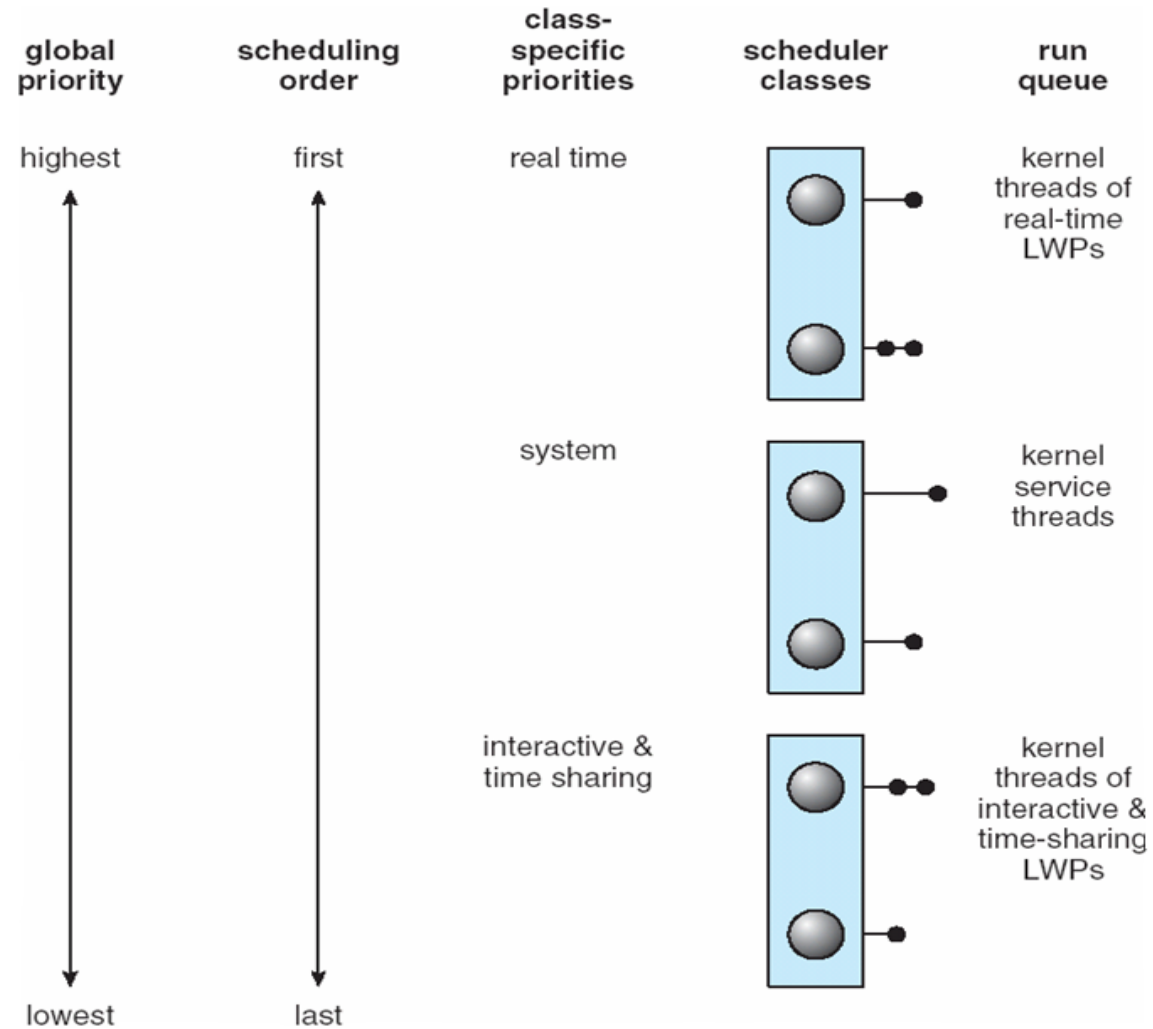 global
priority
scheduling
order
class-
specific
priorities
scheduler
classes
run
queue
highest
first
real time
kernel
threads of
real-time
LWPs
system
kernel
service
threads
interactive &
time sharing
kernel
threads of
interactive &
time-sharing
LWPs
lowest
last